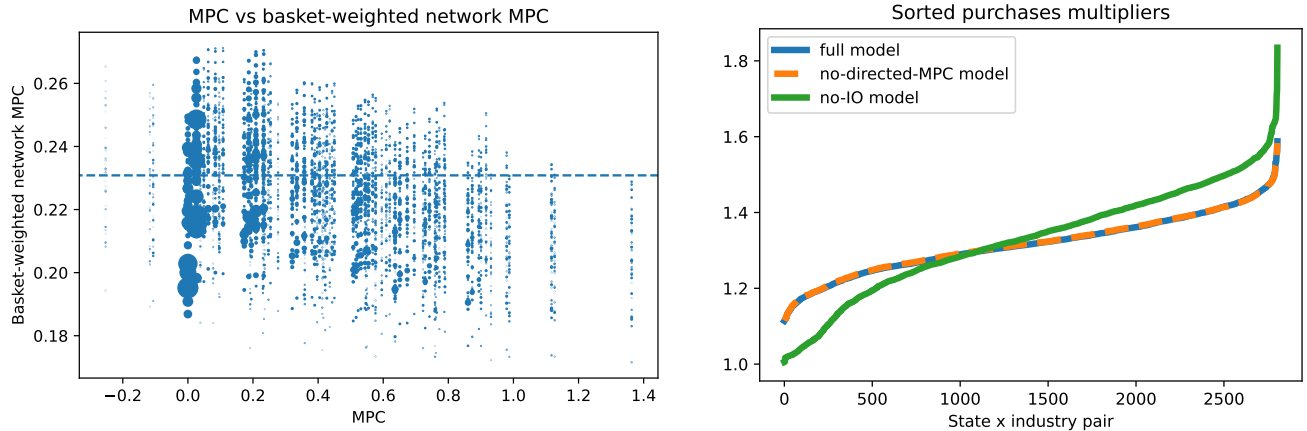 MPC vs basket-weighted network MPC
Basket-weighted network MPC
0.26
0.24
0.22
0.20
0.18
−0.2 0.0 0.2 0.4 0.6 0.8 1.0 1.2 1.4
MPC
Sorted purchases multipliers
full model
no-directed-MPC model
no-IO model
1.8
1.6
1.4
1.2
1.0
0 500 1000 1500 2000 2500
State x industry pair